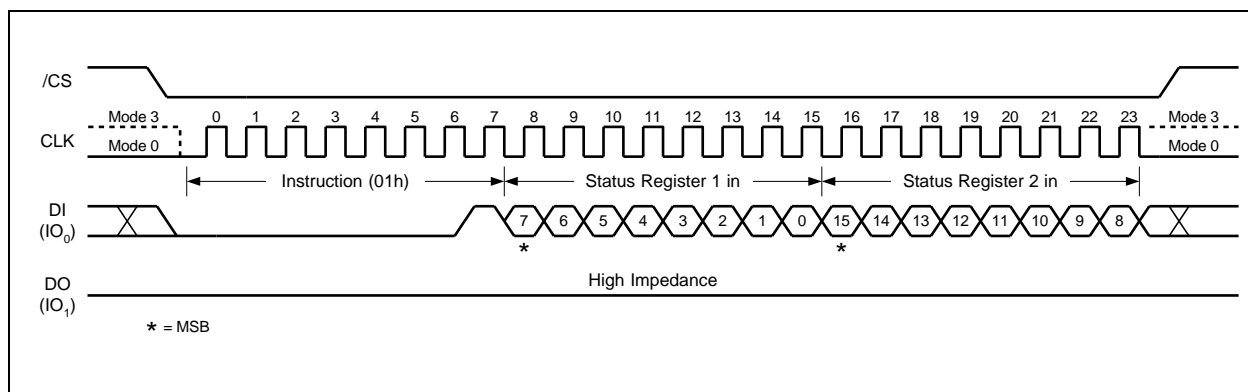 /CS
Mode 3 0 1 2 3 4 5 6 7 8 9 10 11 12 13 14 15 16 17 18 19 20 21 22 23 Mode 3
CLK
Mode 0 Mode 0
Instruction (01h) Status Register 1 in Status Register 2 in
DI
(IO₀) 7 6 5 4 3 2 1 0 15 14 13 12 11 10 9 8
* *
High Impedance
DO
(IO₁)
* = MSB